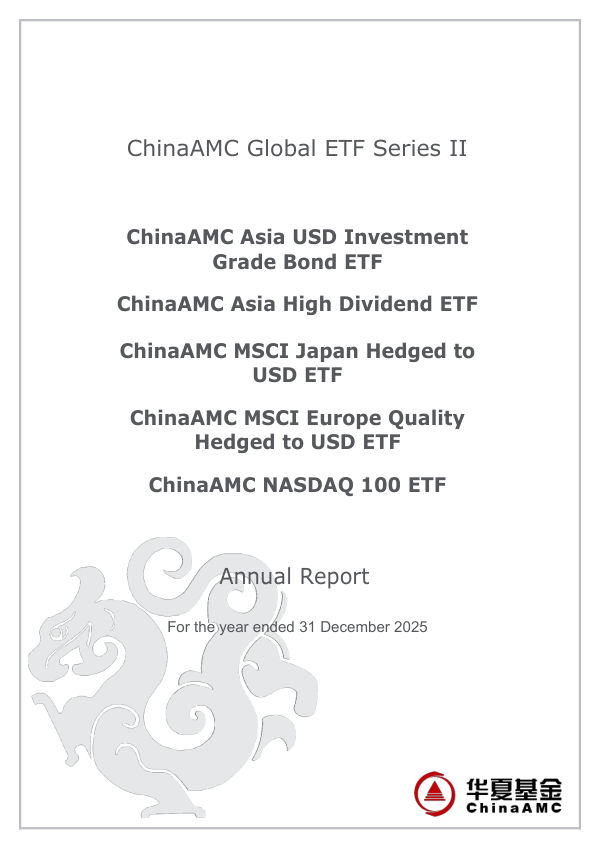 ChinaAMC Global ETF Series II
ChinaAMC Asia USD Investment
Grade Bond ETF
ChinaAMC Asia High Dividend ETF
ChinaAMC MSCI Japan Hedged to
USD ETF
ChinaAMC MSCI Europe Quality
Hedged to USD ETF
ChinaAMC NASDAQ 100 ETF
Annual Report
For the year ended 31 December 2025
华夏基金
ChinaAMC